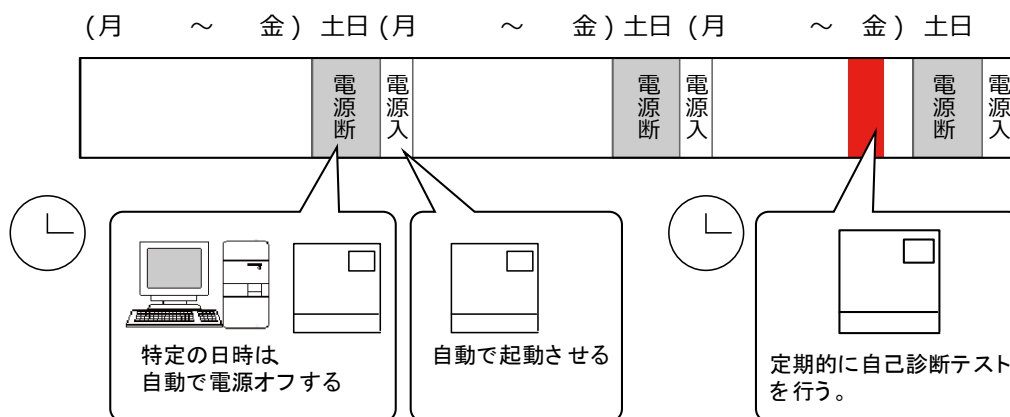 (月 ～ 金) 土日 (月 ～ 金) 土日 (月 ～ 金) 土日
電源断
電源入
電源断
電源入
電源断
電源入
特定の日時は、
自動で電源オフする
自動で起動させる
定期的に自己診断テスト
を行う。